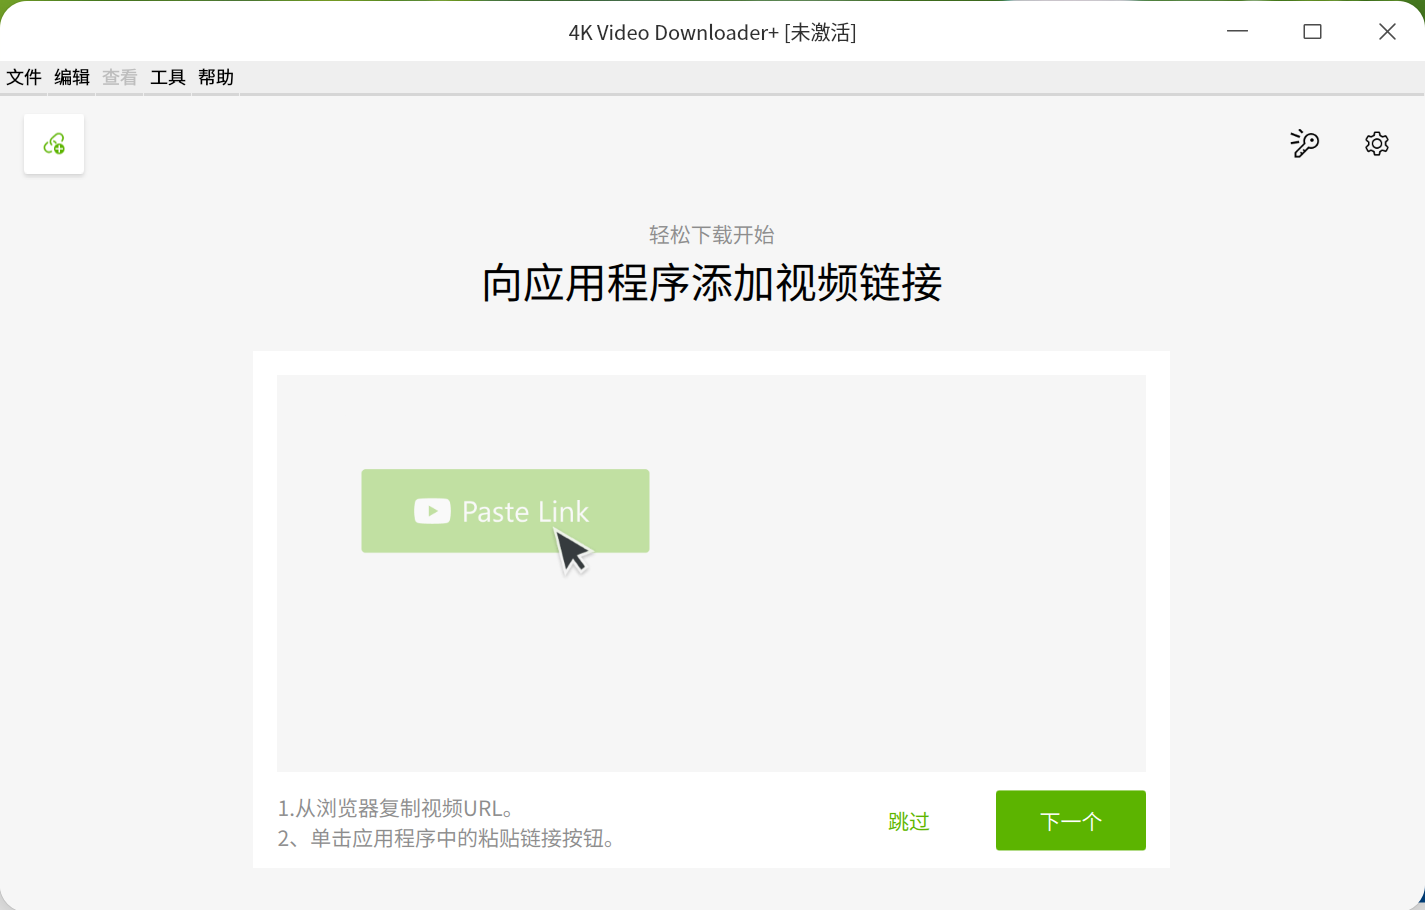 4K Video Downloader+ [未激活]
文件 编辑 查看 工具 帮助
轻松下载开始
向应用程序添加视频链接
Paste Link
1.从浏览器复制视频URL。
2、单击应用程序中的粘贴链接按钮。
跳过 下一个